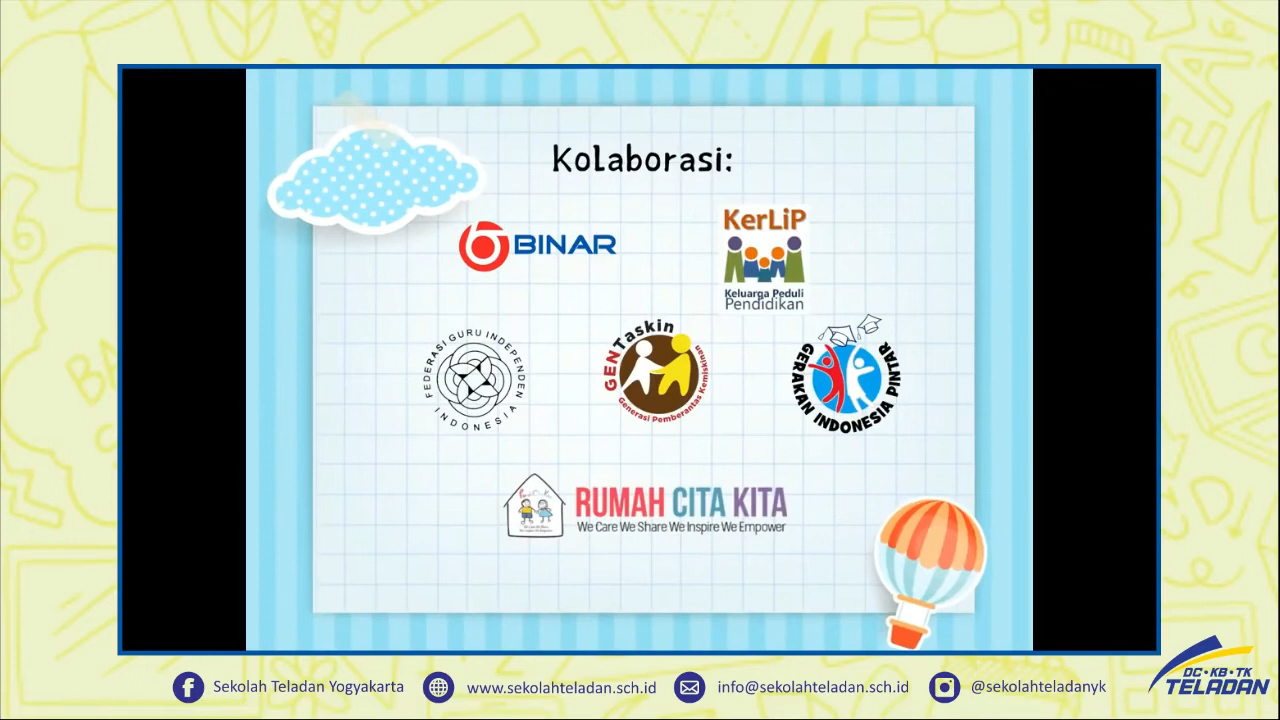 Kolaborasi:
BINAR
KerLiP
Keluarga Peduli
Pendidikan
FEDERASI GURU INDEPENDEN
INDONESIA
GENTaskin
Generasi Pemberantas Kemiskinan
GERAKAN INDONESIA PINTAR
RUMAH CITA KITA
We Care We Share We Inspire We Empower
Sekolah Teladan Yogyakarta
www.sekolahteladan.sch.id
info@sekolahteladan.sch.id
@sekolahteladanyk
DC•KB•TK
TELADAN